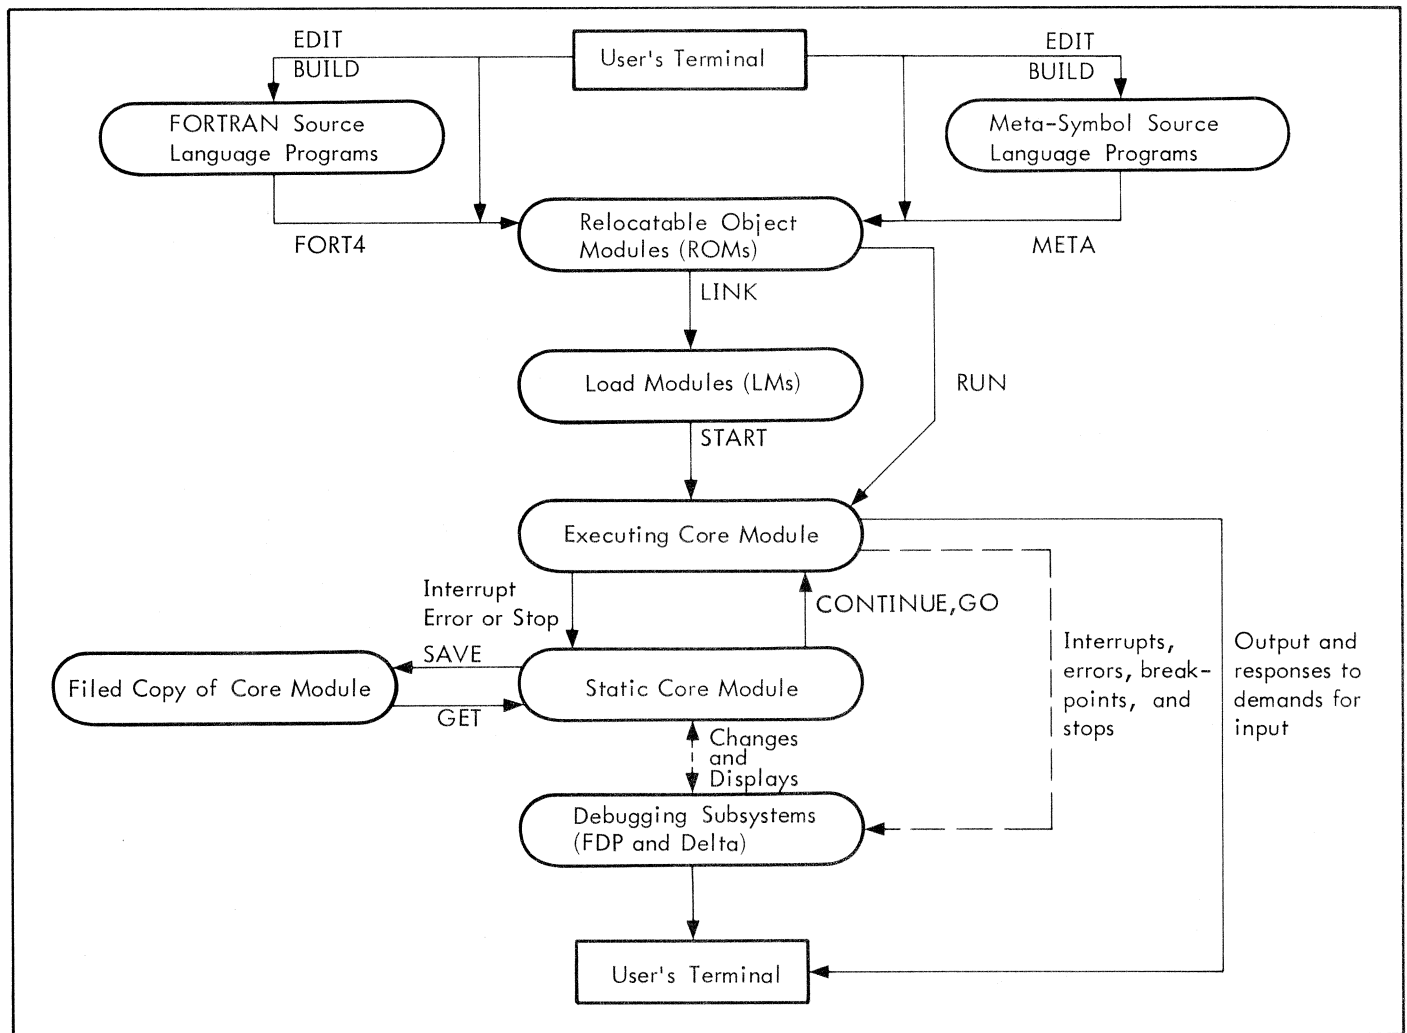 EDIT
BUILD
User's Terminal
EDIT
BUILD
FORTRAN Source
Language Programs
Meta-Symbol Source
Language Programs
FORT4
Relocatable Object
Modules (ROMs)
META
LINK
Load Modules (LMs)
RUN
START
Executing Core Module
Interrupt
Error or Stop
CONTINUE,GO
SAVE
Filed Copy of Core Module
GET
Static Core Module
Interrupts,
errors, break-
points, and
stops
Output and
responses to
demands for
input
Changes
and
Displays
Debugging Subsystems
(FDP and Delta)
User's Terminal